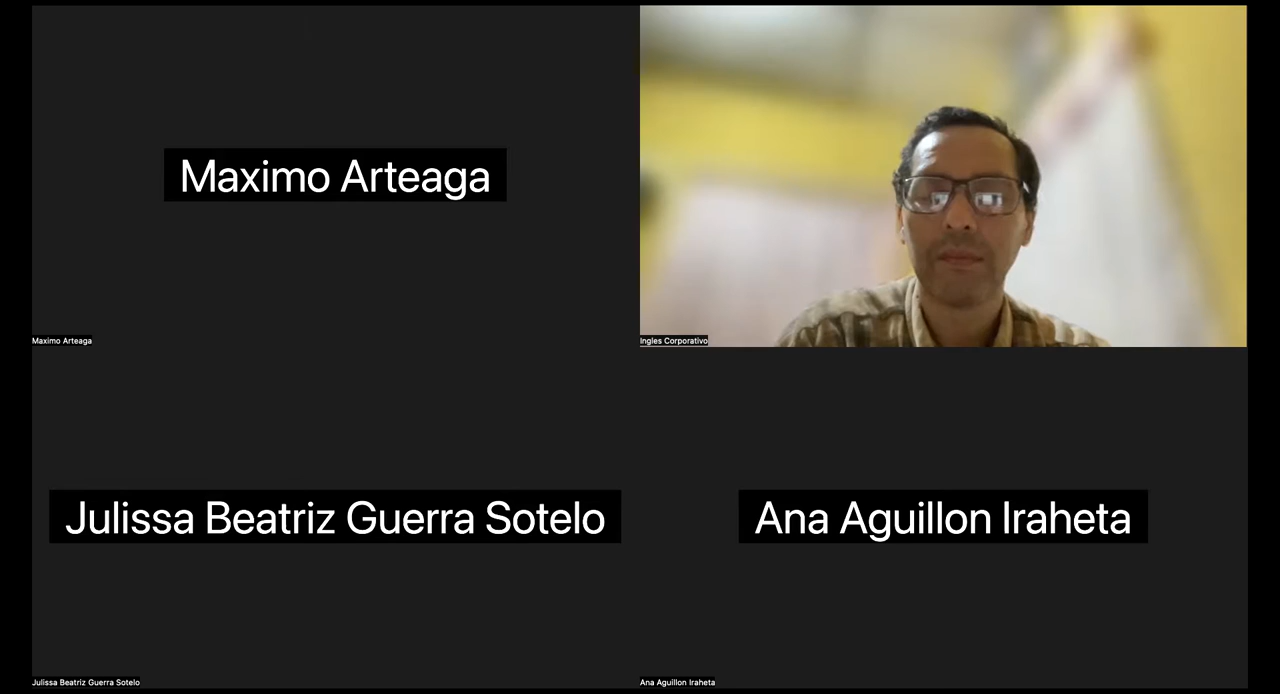 Maximo Arteaga
Maximo Arteaga
Ingles Corporativo
Julissa Beatriz Guerra Sotelo
Ana Aguillon Iraheta
Julissa Beatriz Guerra Sotelo
Ana Aguillon Iraheta